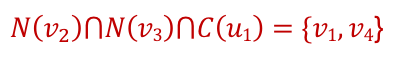 N(v₂)⋂N(v₃)⋂C(u₁) = {v₁, v₄}